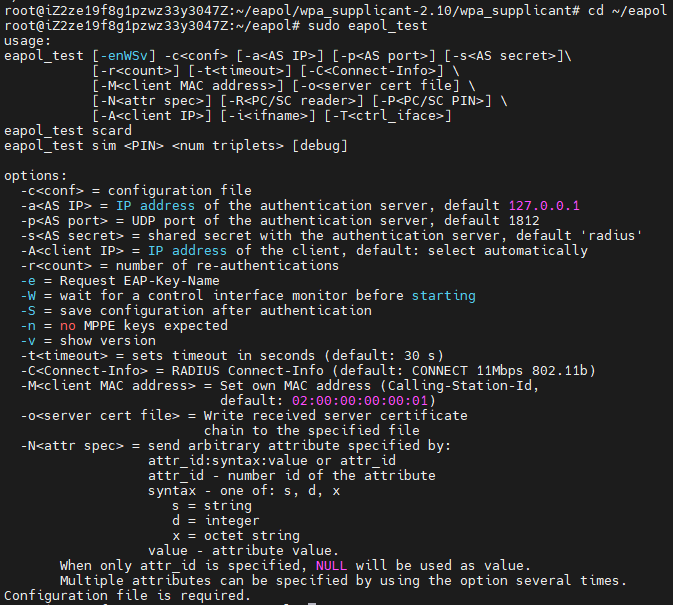 root@iZ2ze19f8g1pzwz33y3047Z:~/eapol/wpa_supplicant-2.10/wpa_supplicant# cd ~/eapol
root@iZ2ze19f8g1pzwz33y3047Z:~/eapol# sudo eapol_test
usage:
eapol_test [-enWSv] -c<conf> [-a<AS IP>] [-p<AS port>] [-s<AS secret>]\
           [-r<count>] [-t<timeout>] [-C<Connect-Info>] \
           [-M<client MAC address>] [-o<server cert file] \
           [-N<attr spec>] [-R<PC/SC reader>] [-P<PC/SC PIN>] \
           [-A<client IP>] [-i<ifname>] [-T<ctrl_iface>]
eapol_test scard
eapol_test sim <PIN> <num triplets> [debug]

options:
  -c<conf> = configuration file
  -a<AS IP> = IP address of the authentication server, default 127.0.0.1
  -p<AS port> = UDP port of the authentication server, default 1812
  -s<AS secret> = shared secret with the authentication server, default 'radius'
  -A<client IP> = IP address of the client, default: select automatically
  -r<count> = number of re-authentications
  -e = Request EAP-Key-Name
  -W = wait for a control interface monitor before starting
  -S = save configuration after authentication
  -n = no MPPE keys expected
  -v = show version
  -t<timeout> = sets timeout in seconds (default: 30 s)
  -C<Connect-Info> = RADIUS Connect-Info (default: CONNECT 11Mbps 802.11b)
  -M<client MAC address> = Set own MAC address (Calling-Station-Id,
                           default: 02:00:00:00:00:01)
  -o<server cert file> = Write received server certificate
                         chain to the specified file
  -N<attr spec> = send arbitrary attribute specified by:
                  attr_id:syntax:value or attr_id
                  attr_id - number id of the attribute
                  syntax - one of: s, d, x
                     s = string
                     d = integer
                     x = octet string
                  value - attribute value.
       When only attr_id is specified, NULL will be used as value.
       Multiple attributes can be specified by using the option several times.
Configuration file is required.